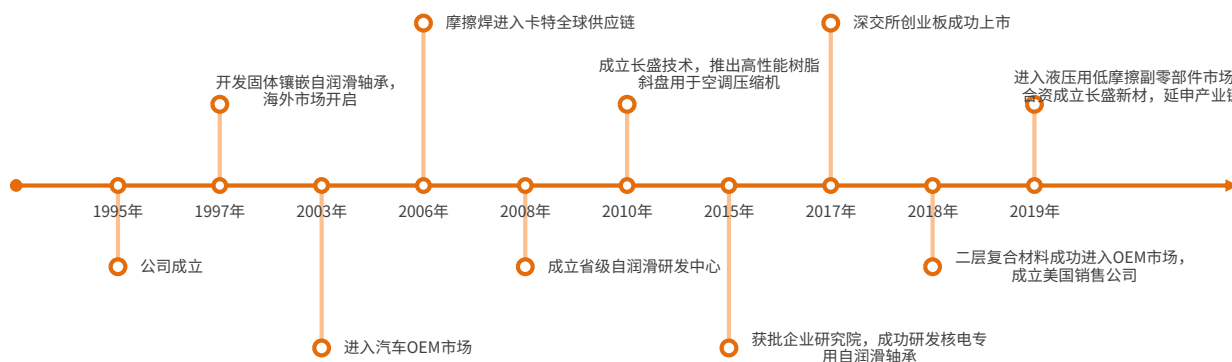 摩擦焊进入卡特全球供应链
深交所创业板成功上市
开发固体镶嵌自润滑轴承，
海外市场开启
成立长盛技术，推出高性能树脂
斜盘用于空调压缩机
进入液压用低摩擦副零部件市场
合资成立长盛新材，延申产业链
1995年
1997年
2003年
2006年
2008年
2010年
2015年
2017年
2018年
2019年
公司成立
成立省级自润滑研发中心
二层复合材料成功进入OEM市场，
成立美国销售公司
进入汽车OEM市场
获批企业研究院，成功研发核电专
用自润滑轴承